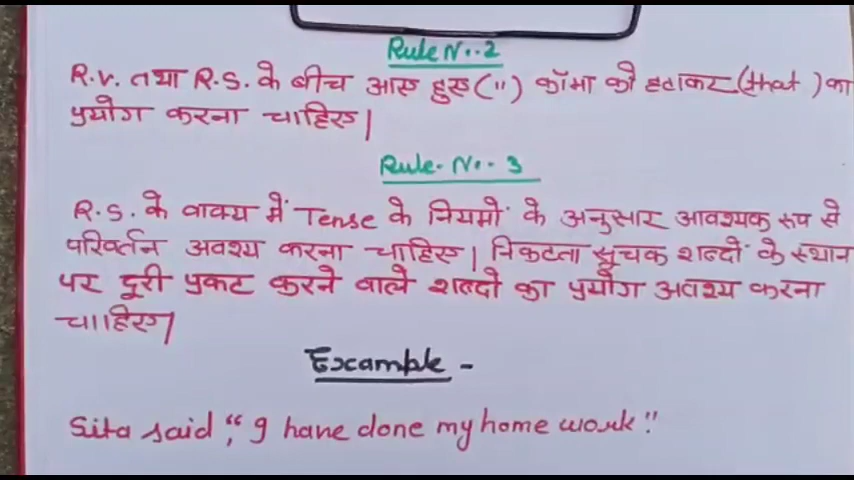 Rule No. 2
R.V. तथा R.S. के बीच आए हुए (") कॉमा को हटाकर (that) का
प्रयोग करना चाहिए।
Rule- No. 3
R.S. के वाक्य में Tense के नियमों के अनुसार आवश्यक रूप से
परिवर्तन अवश्य करना चाहिए। निकटता सूचक शब्दों के स्थान
पर दूरी प्रकट करने वाले शब्दो का प्रयोग अवश्य करना
चाहिए।
Example -
Sita said, "I have done my home work."